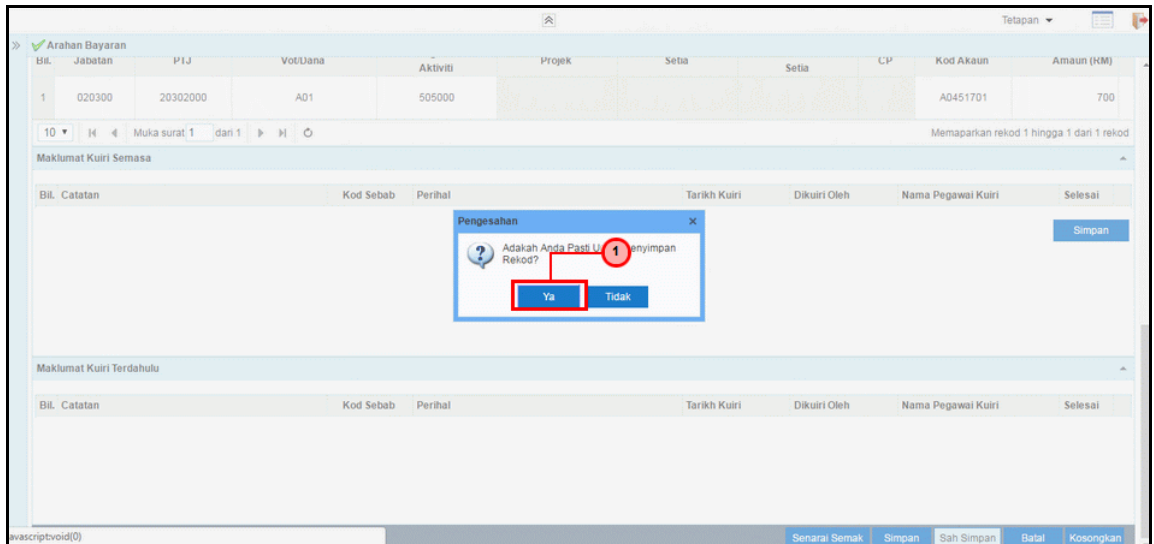 Tetapan
Arahan Bayaran
Bil. Jabatan PTJ Vot/Dana Aktiviti Projek Setia Setia CP Kod Akaun Amaun (RM)
1 020300 20302000 A01 505000 A0451701 700
10 Muka surat 1 dari 1 Memaparkan rekod 1 hingga 1 dari 1 rekod
Maklumat Kuiri Semasa
Bil. Catatan Kod Sebab Perihal Tarikh Kuiri Dikuiri Oleh Nama Pegawai Kuiri Selesai
Simpan
Pengesahan
Adakah Anda Pasti U enyimpan
Rekod?
1
Ya Tidak
Maklumat Kuiri Terdahulu
Bil. Catatan Kod Sebab Perihal Tarikh Kuiri Dikuiri Oleh Nama Pegawai Kuiri Selesai
avascript:void(0)
Senarai Semak Simpan Sah Simpan Batal Kosongkan